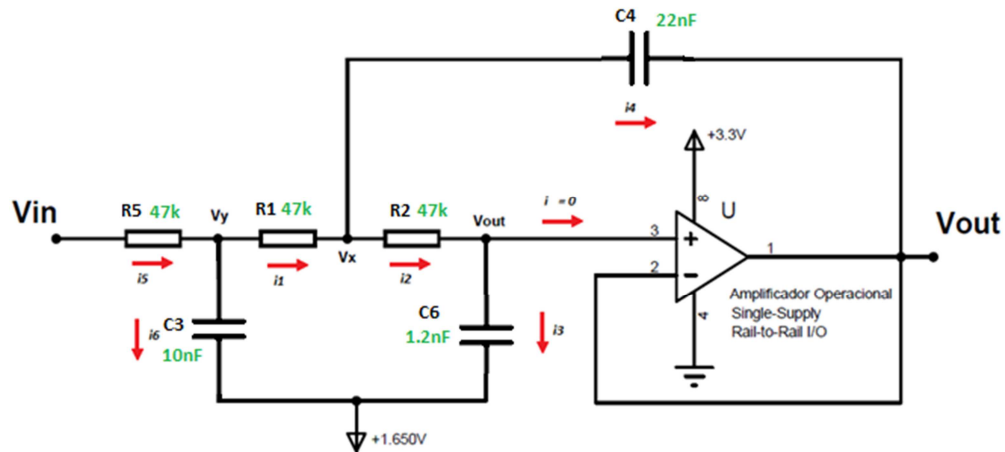 C4
22nF
i4
+3.3V
8
U
Vin
R5 47k
Vy
R1 47k
Vx
R2 47k
Vout
i =0
3
+
2
−
1
Vout
i5
i1
i2
i6
C3
10nF
C6
1.2nF
i3
4
Amplificador Operacional
Single-Supply
Rail-to-Rail I/O
+1.650V